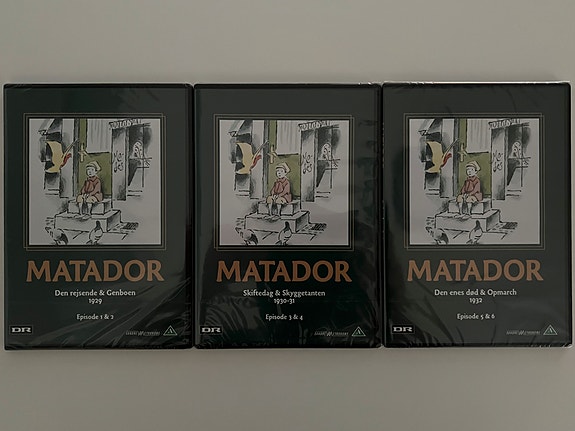 MATADOR
Den rejsende & Genboen
1929
Episode 1 & 2
DR
MATADOR
Skiftedag & Skyggetanten
1930-31
Episode 3 & 4
DR
MATADOR
Den enes død & Opmarch
1932
Episode 5 & 6
DR